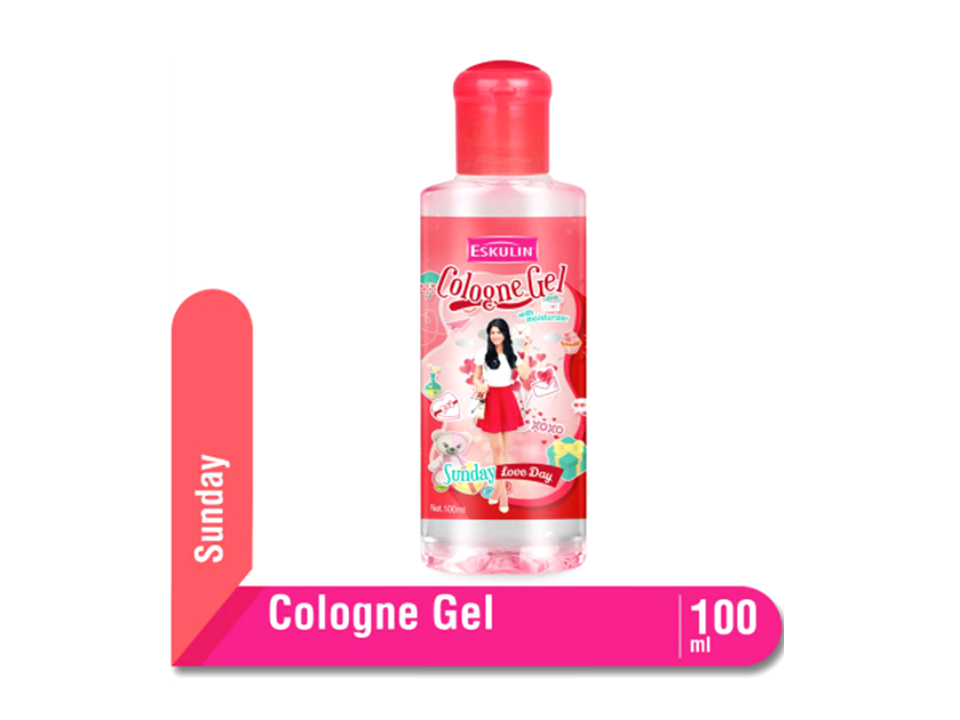 ESKULIN
Cologne Gel
with
moisturizer
XOXO
Sunday Love Day
Net. 100ml
Sunday
Cologne Gel
100
ml